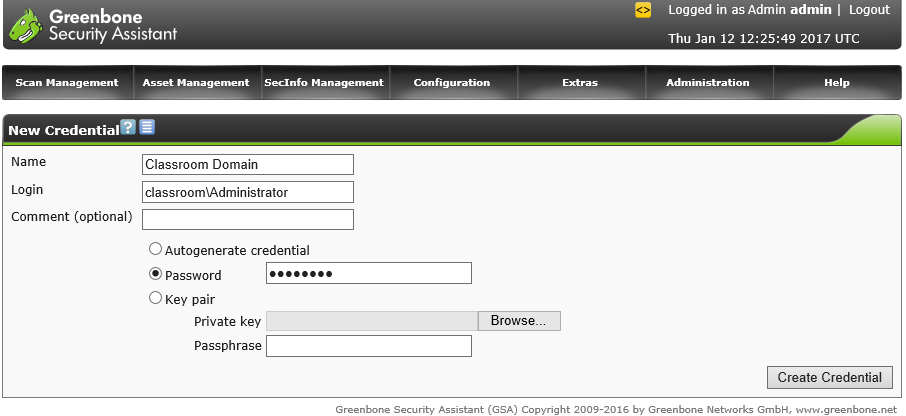 Greenbone
Security Assistant
<> Logged in as Admin admin | Logout
Thu Jan 12 12:25:49 2017 UTC
Scan Management Asset Management SecInfo Management Configuration Extras Administration Help
New Credential ?
Name Classroom Domain
Login classroom\Administrator
Comment (optional)
Autogenerate credential
Password ●●●●●●●●
Key pair
Private key Browse...
Passphrase
Create Credential
Greenbone Security Assistant (GSA) Copyright 2009-2016 by Greenbone Networks GmbH, www.greenbone.net